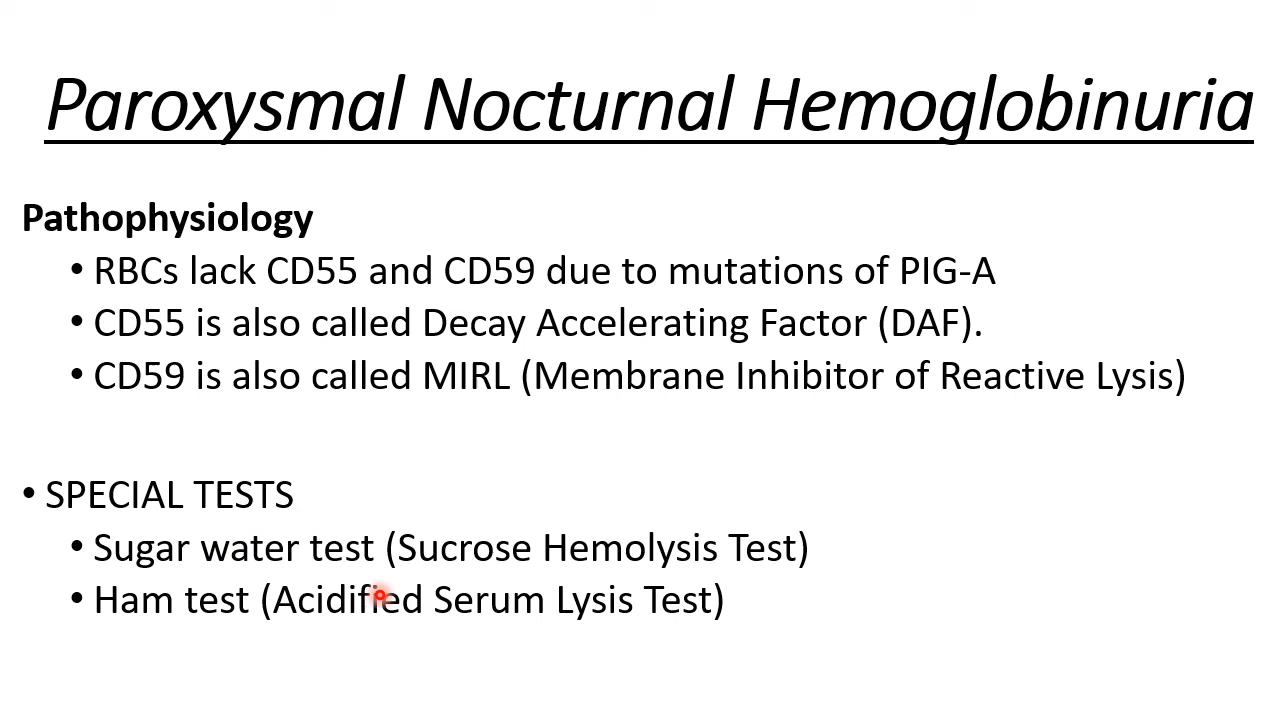 Paroxysmal Nocturnal Hemoglobinuria
Pathophysiology
• RBCs lack CD55 and CD59 due to mutations of PIG-A
• CD55 is also called Decay Accelerating Factor (DAF).
• CD59 is also called MIRL (Membrane Inhibitor of Reactive Lysis)
• SPECIAL TESTS
• Sugar water test (Sucrose Hemolysis Test)
• Ham test (Acidified Serum Lysis Test)